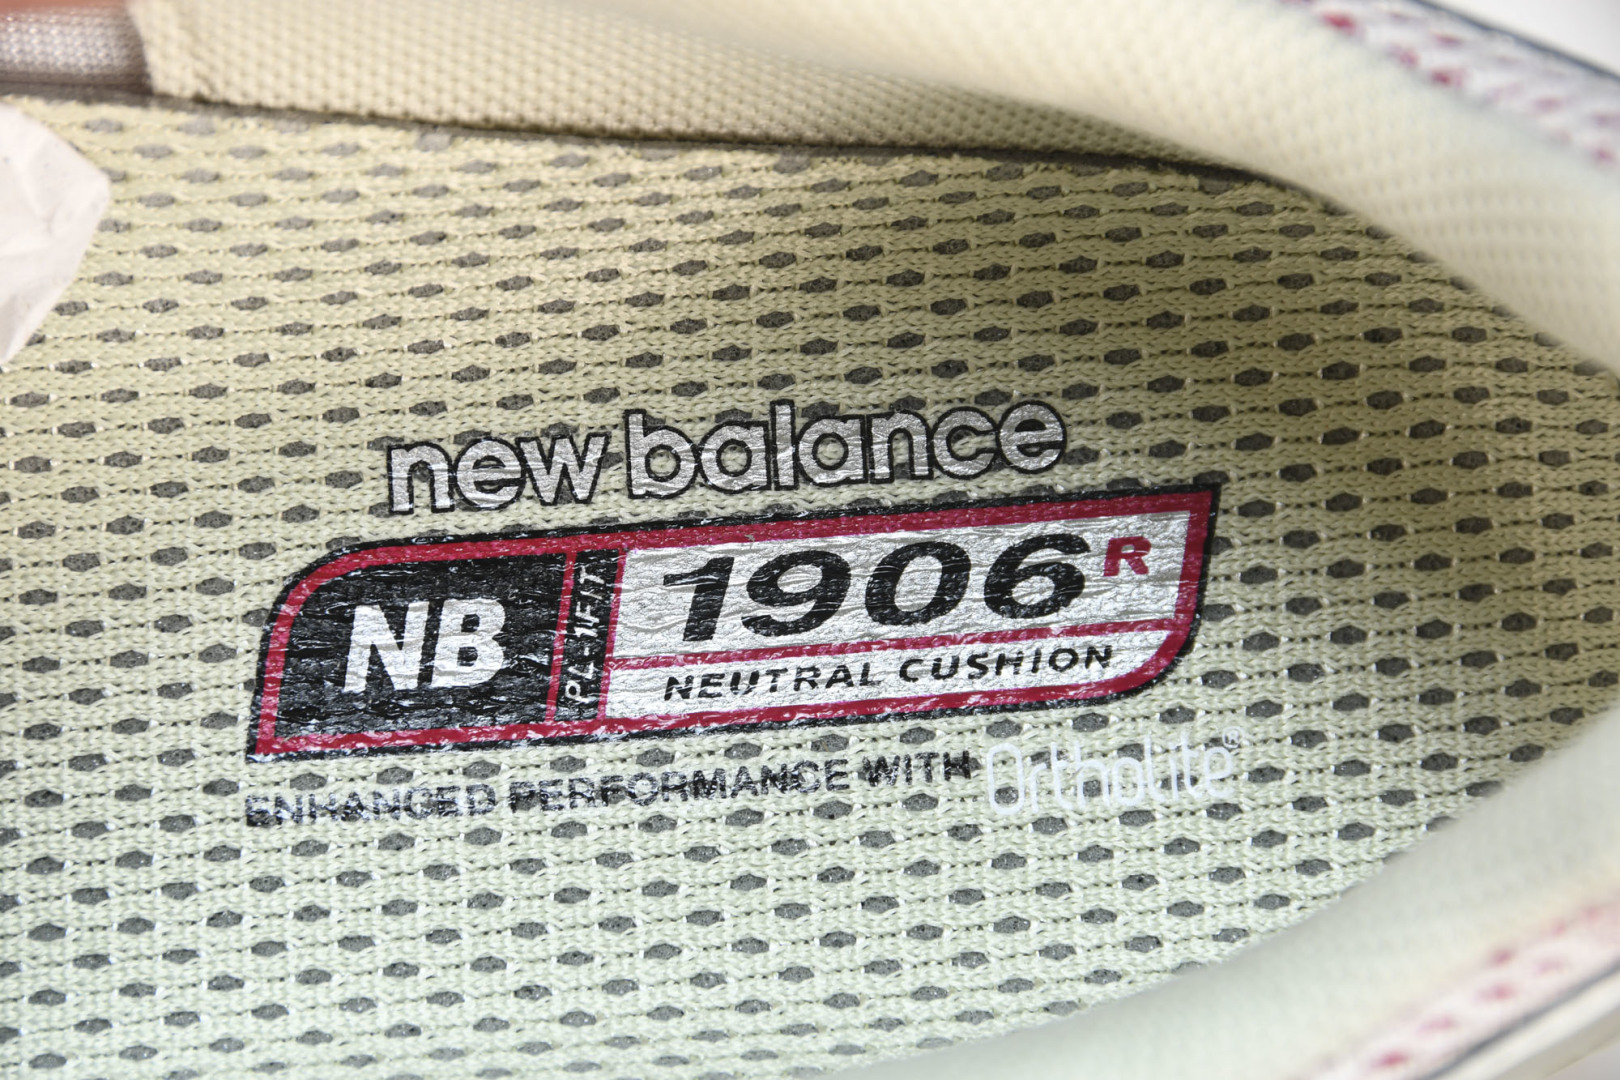 new balance
NB PL-1FIT 1906R
NEUTRAL CUSHION
ENHANCED PERFORMANCE WITH OrthoLite®